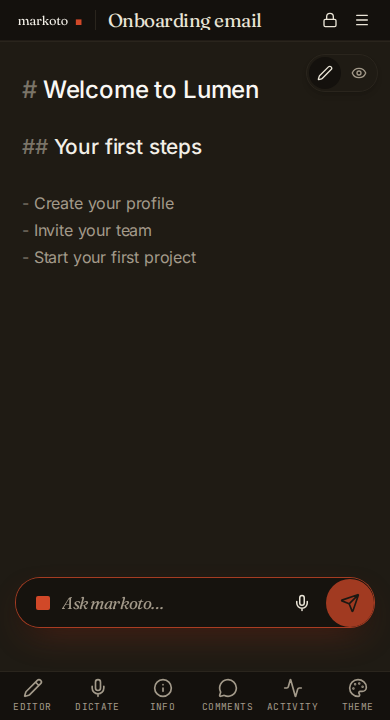 markoto
Onboarding email
# Welcome to Lumen
## Your first steps
- Create your profile
- Invite your team
- Start your first project
Ask markoto...
EDITOR
DICTATE
INFO
COMMENTS
ACTIVITY
THEME